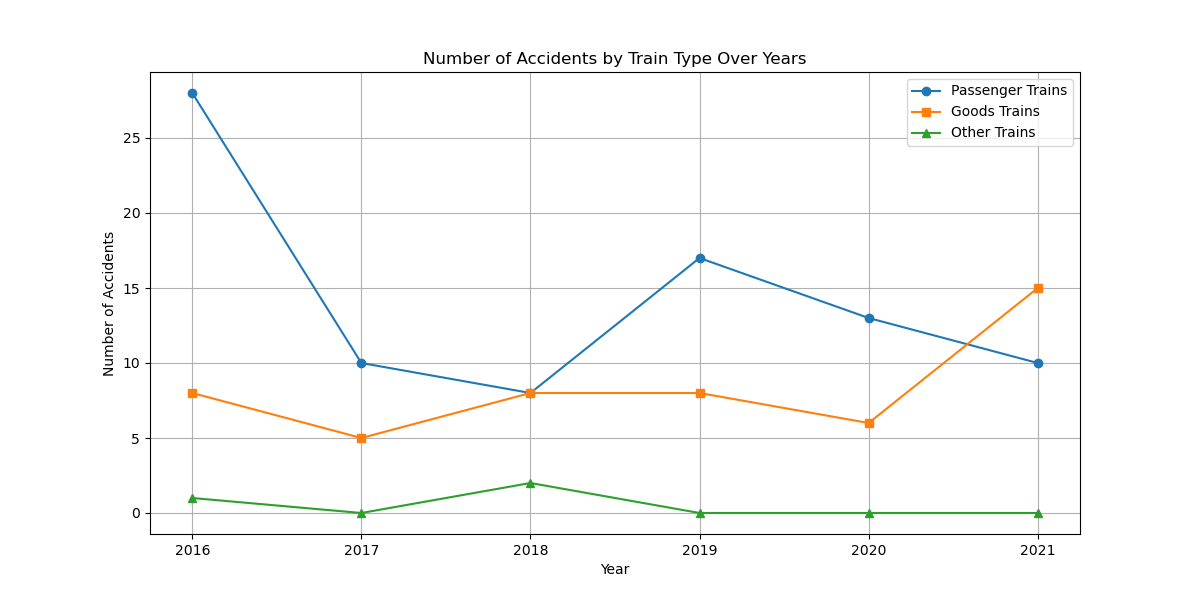 Number of Accidents by Train Type Over Years
Passenger Trains
Goods Trains
Other Trains
Number of Accidents
25
20
15
10
5
0
2016 2017 2018 2019 2020 2021
Year